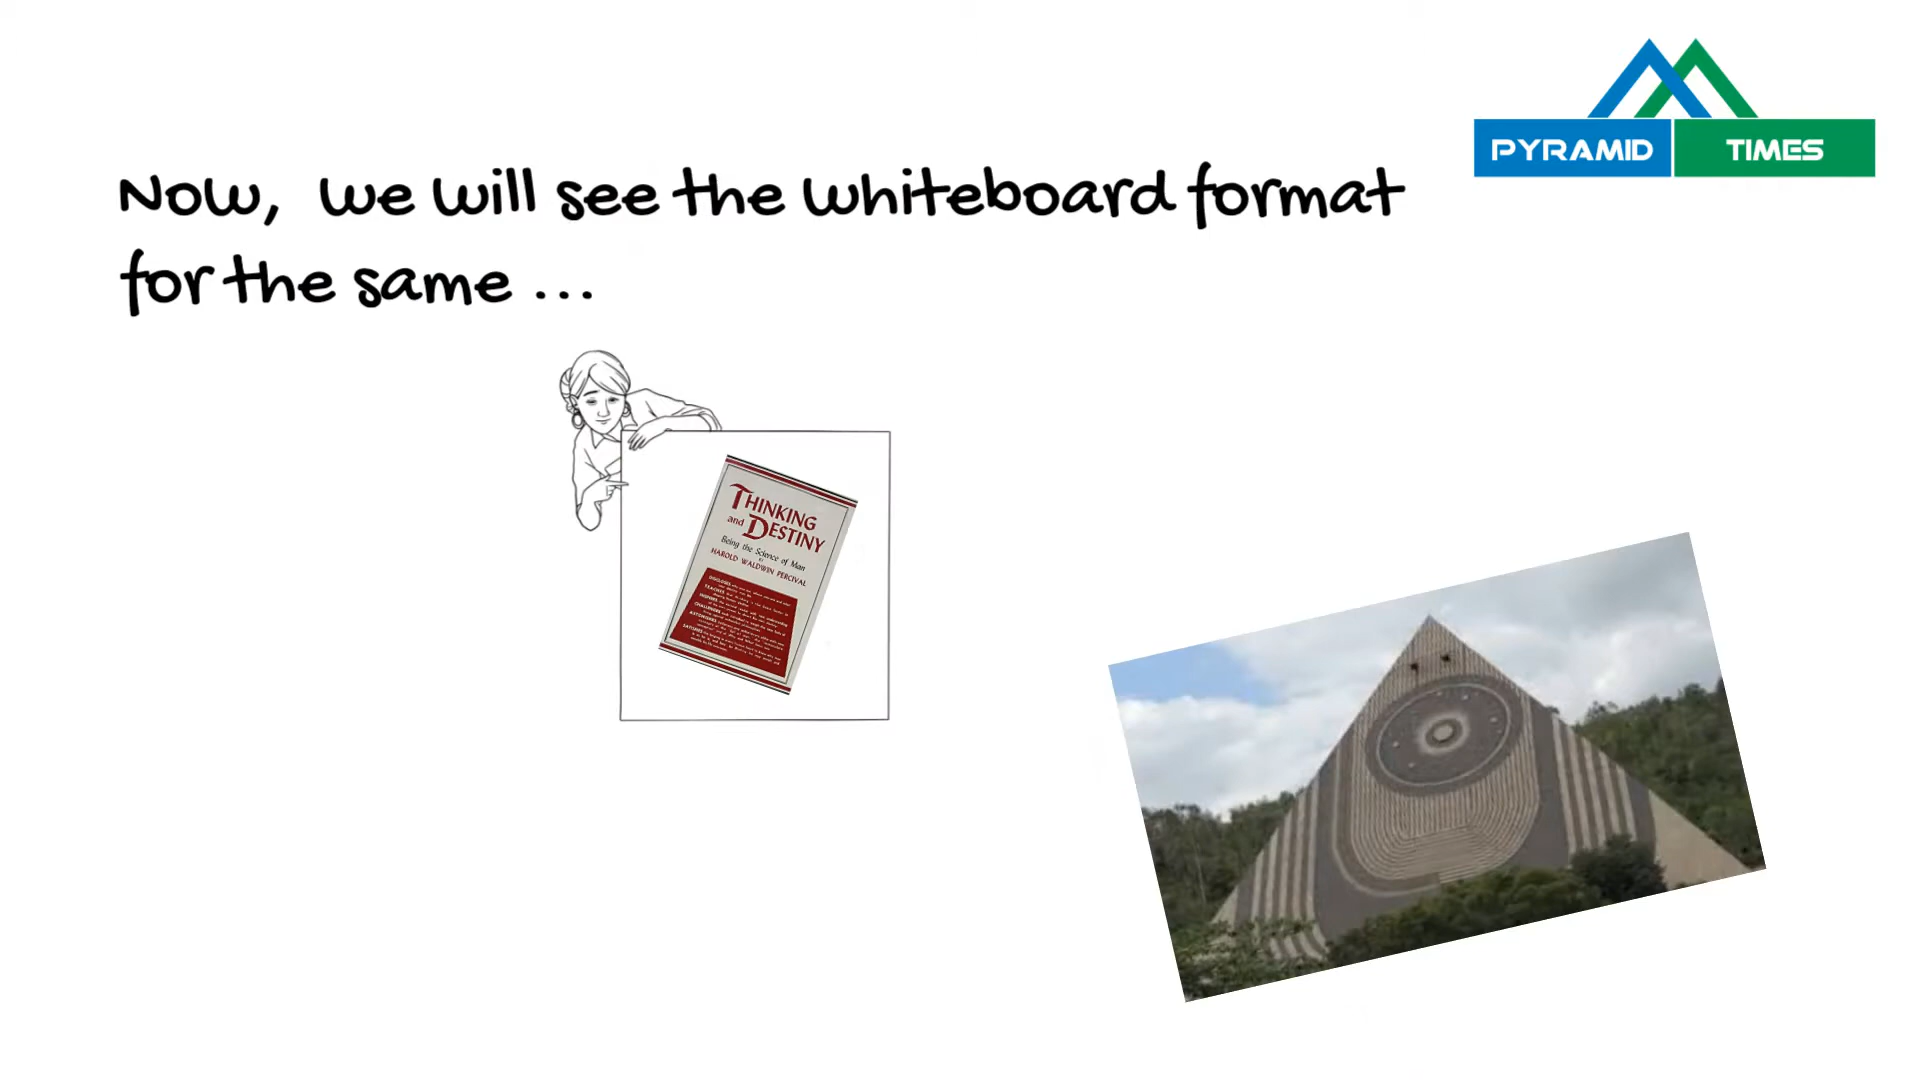 PYRAMID TIMES
Now, we will see the whiteboard format
for the same ...
THINKING
and DESTINY
Being the Science of Man
BY
HAROLD WALDWIN PERCIVAL